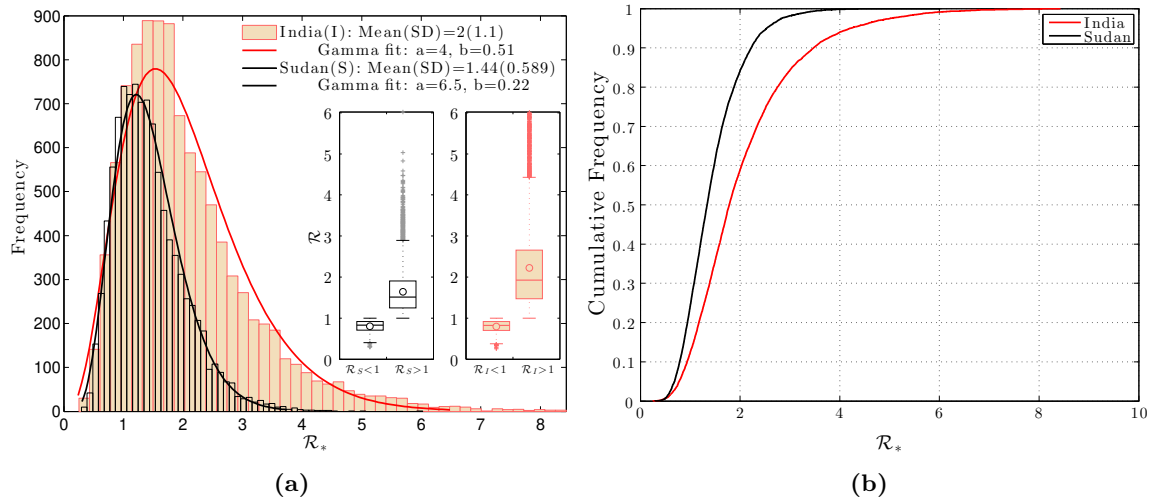 India(I): Mean(SD)=2(1.1)
Gamma fit: a=4, b=0.51
Sudan(S): Mean(SD)=1.44(0.589)
Gamma fit: a=6.5, b=0.22
Frequency
900
800
700
600
500
400
300
200
100
0
0 1 2 3 4 5 6 7 8
ℛ∗
ℛ
6
5
4
3
2
1
0
ℛS<1 ℛS>1
6
5
4
3
2
1
0
ℛI<1 ℛI>1
(a)
Cumulative Frequency
1
0.9
0.8
0.7
0.6
0.5
0.4
0.3
0.2
0.1
0
0 2 4 6 8 10
ℛ∗
India
Sudan
(b)